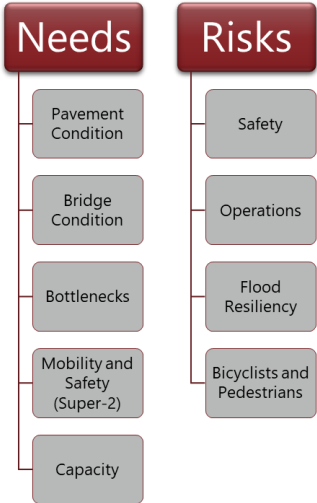 Needs
Pavement
Condition
Bridge
Condition
Bottlenecks
Mobility and
Safety
(Super-2)
Capacity
Risks
Safety
Operations
Flood
Resiliency
Bicyclists and
Pedestrians